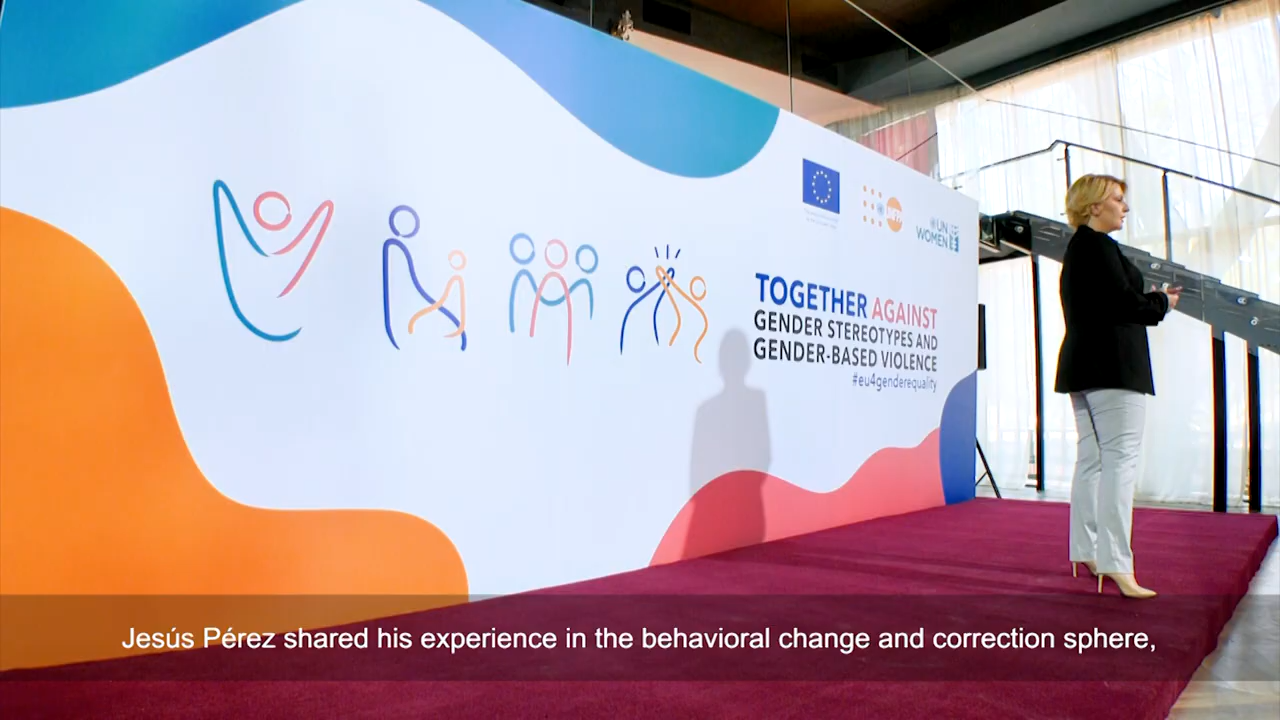 UNFPA
UN
WOMEN
TOGETHER AGAINST
GENDER STEREOTYPES AND
GENDER-BASED VIOLENCE
#eu4genderequality
Jesús Pérez shared his experience in the behavioral change and correction sphere,